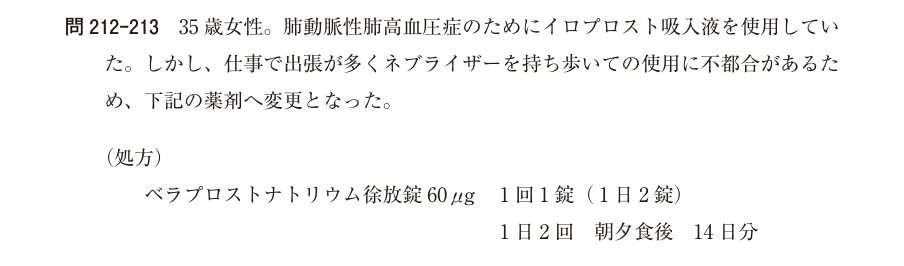 問 212-213　35 歳女性。肺動脈性肺高血圧症のためにイロプロスト吸入液を使用してい
た。しかし、仕事で出張が多くネブライザーを持ち歩いての使用に不都合があるた
め、下記の薬剤へ変更となった。
（処方）
ベラプロストナトリウム徐放錠 60 μg　1 回 1 錠（1 日 2 錠）
1 日 2 回　朝夕食後　14 日分